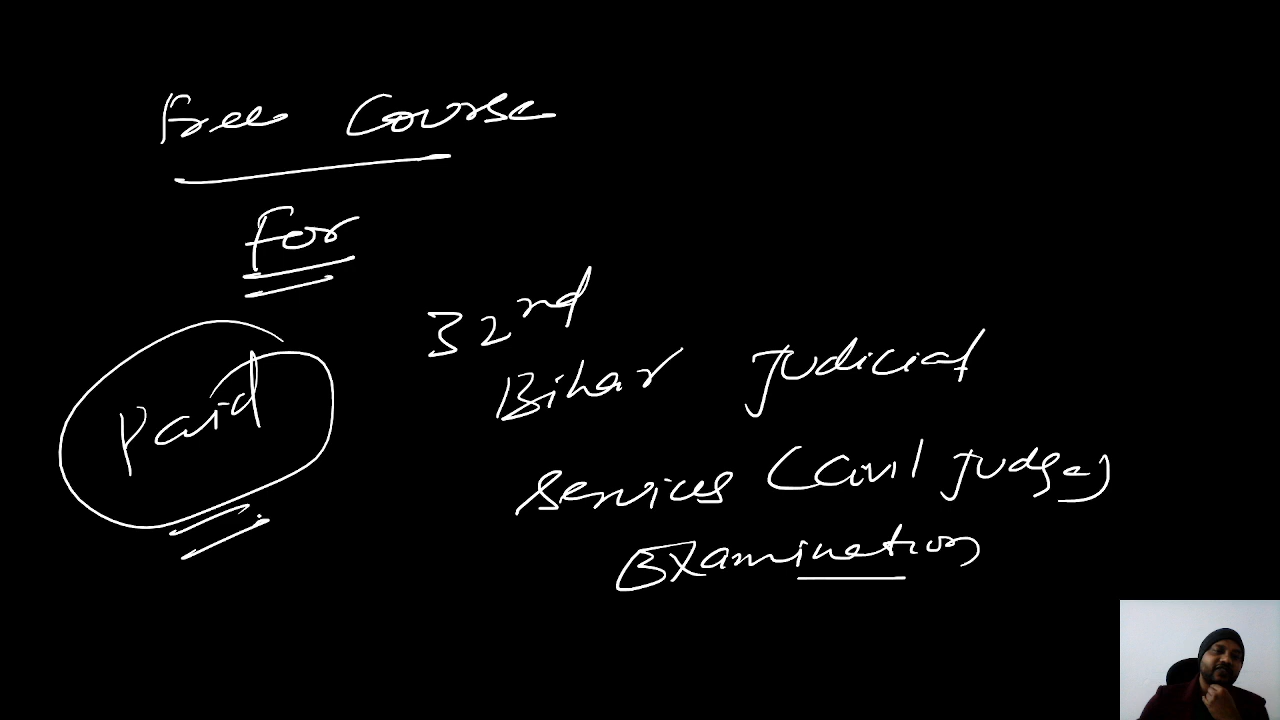 Free Course
For
Paid
32nd
Bihar Judicial
Services (Civil Judge)
Examination